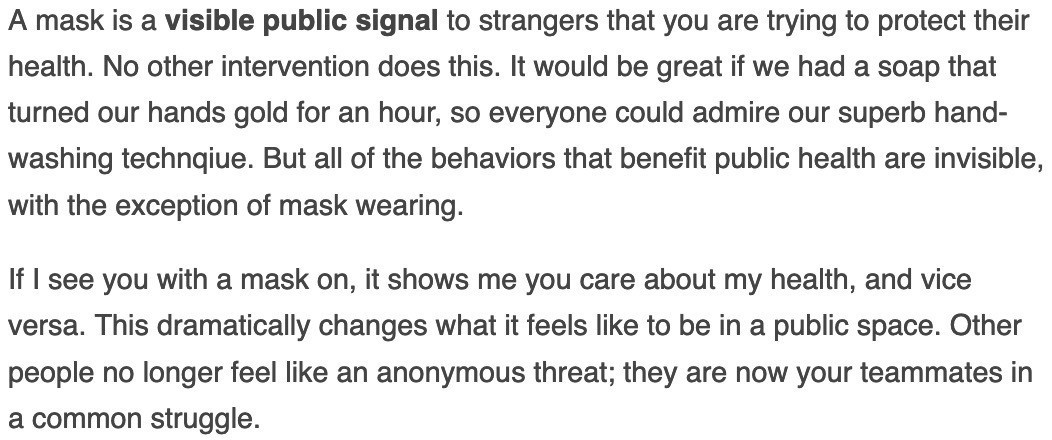 A mask is a visible public signal to strangers that you are trying to protect their
health. No other intervention does this. It would be great if we had a soap that
turned our hands gold for an hour, so everyone could admire our superb hand-
washing technqiue. But all of the behaviors that benefit public health are invisible,
with the exception of mask wearing.
If I see you with a mask on, it shows me you care about my health, and vice
versa. This dramatically changes what it feels like to be in a public space. Other
people no longer feel like an anonymous threat; they are now your teammates in
a common struggle.